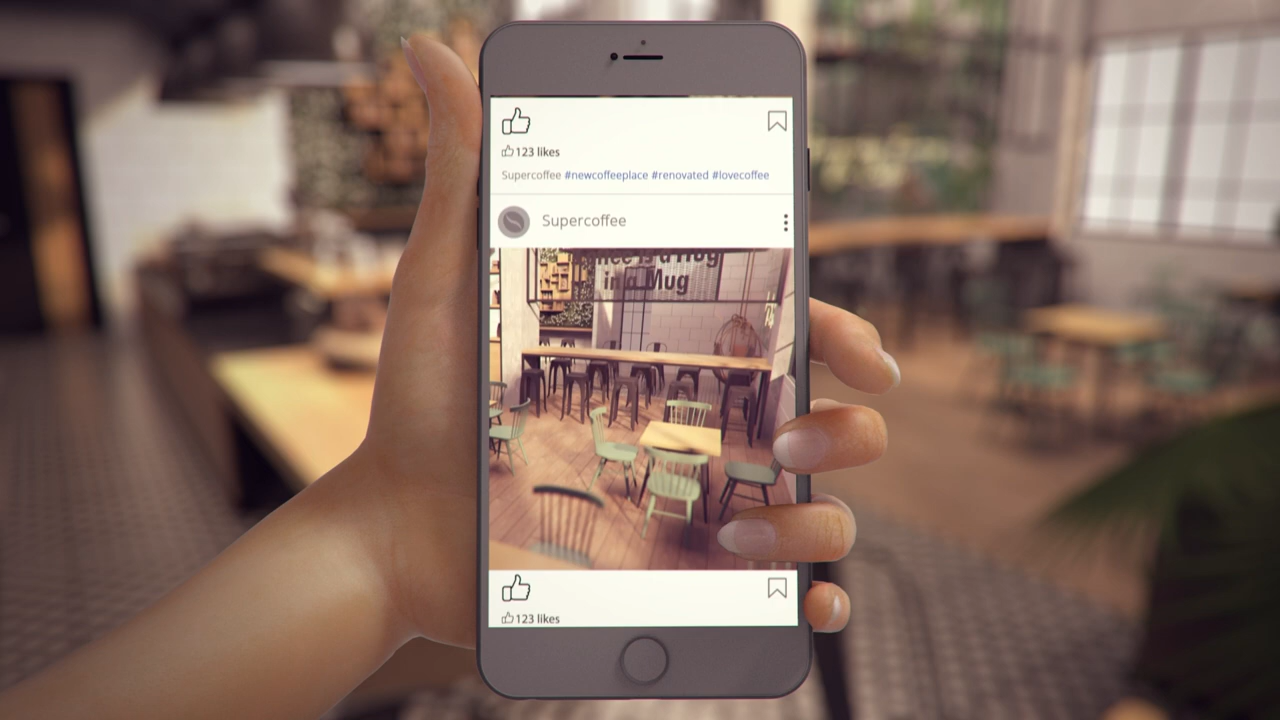 123 likes
Supercoffee #newcoffeeplace #renovated #lovecoffee
Supercoffee
in a Mug
123 likes